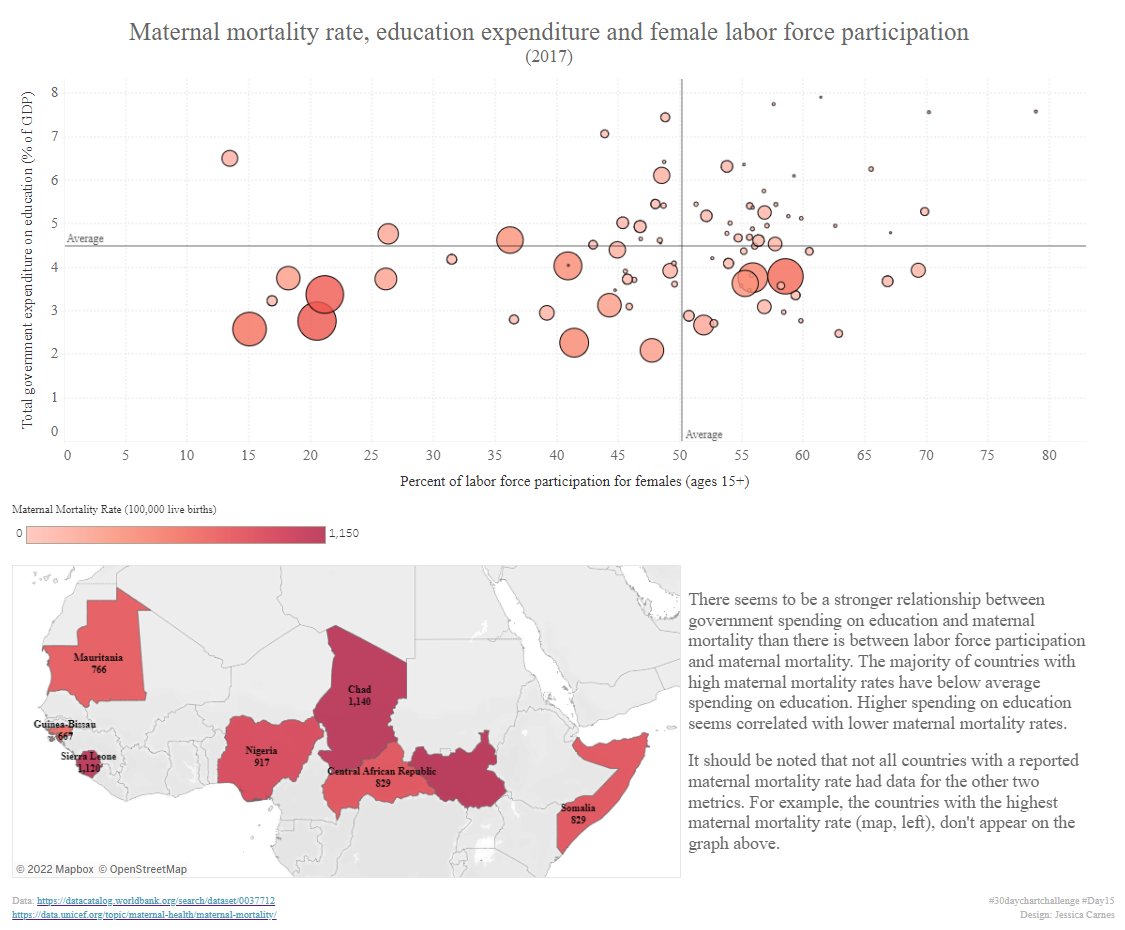 Maternal mortality rate, education expenditure and female labor force participation
(2017)
Total government expenditure on education (% of GDP)
8
7
6
5
4
3
2
1
0
Average
Average
0 5 10 15 20 25 30 35 40 45 50 55 60 65 70 75 80
Percent of labor force participation for females (ages 15+)
Maternal Mortality Rate (100,000 live births)
0 1,150
Mauritania
766
Guinea-Bissau
667
Sierra Leone
1,120
Chad
1,140
Nigeria
917
Central African Republic
829
Somalia
829
© 2022 Mapbox © OpenStreetMap
There seems to be a stronger relationship between
government spending on education and maternal
mortality than there is between labor force participation
and maternal mortality. The majority of countries with
high maternal mortality rates have below average
spending on education. Higher spending on education
seems correlated with lower maternal mortality rates.
It should be noted that not all countries with a reported
maternal mortality rate had data for the other two
metrics. For example, the countries with the highest
maternal mortality rate (map, left), don't appear on the
graph above.
Data: https://datacatalog.worldbank.org/search/dataset/0037712
https://data.unicef.org/topic/maternal-health/maternal-mortality/
#30daychartchallenge #Day15
Design: Jessica Carnes